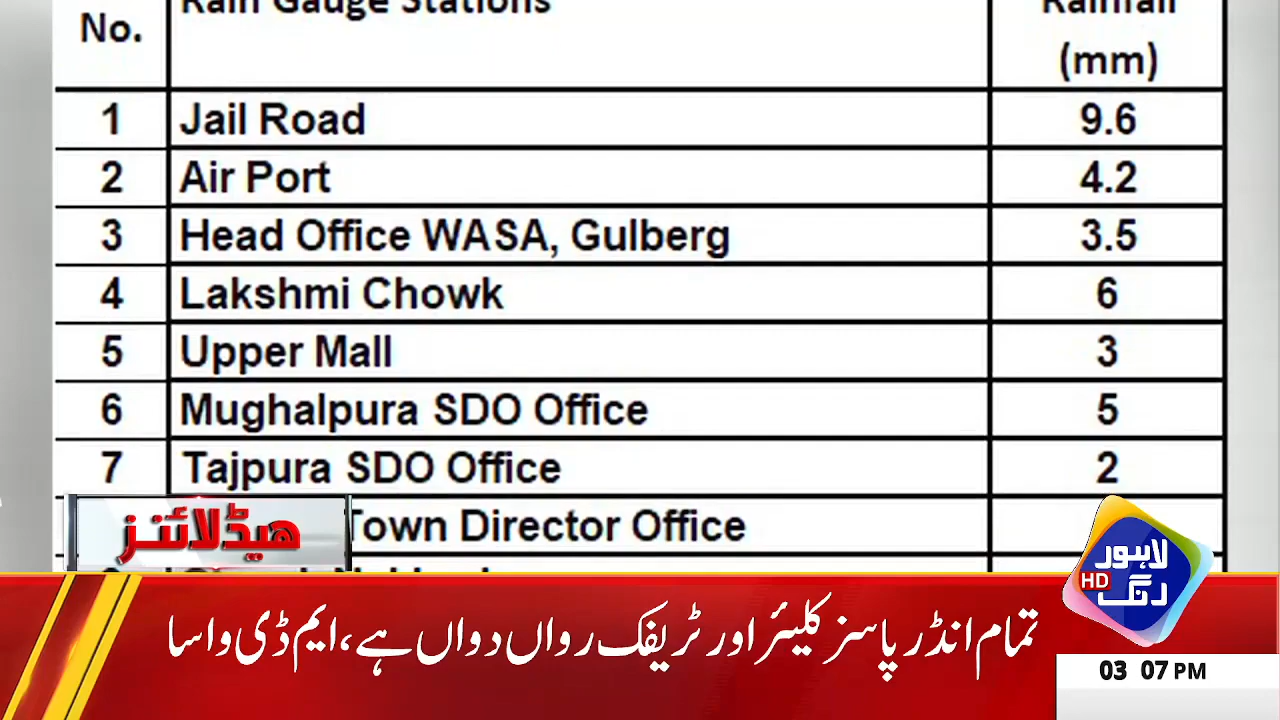 No. Rain Gauge Stations Rainfall
(mm)
1 Jail Road 9.6
2 Air Port 4.2
3 Head Office WASA, Gulberg 3.5
4 Lakshmi Chowk 6
5 Upper Mall 3
6 Mughalpura SDO Office 5
7 Tajpura SDO Office 2
Town Director Office
ہیڈلائنز
لاہور
HD رنگ
تمام انڈر پاسز کلیئر اور ٹریفک رواں دواں ہے، ایم ڈی واسا
03 07 PM